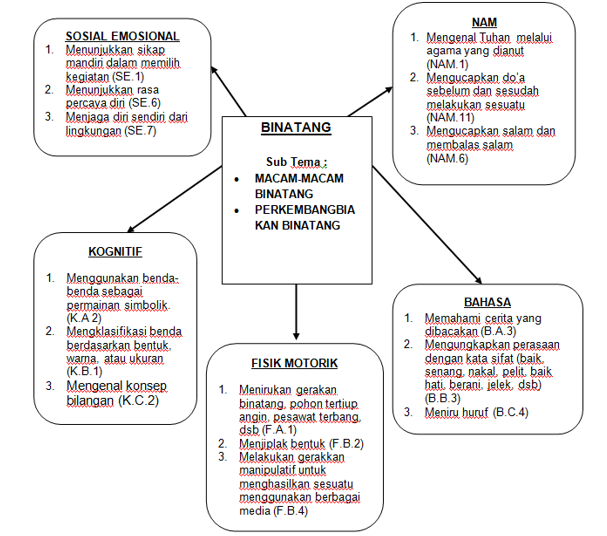 SOSIAL EMOSIONAL
1. Menunjukkan sikap
mandiri dalam memilih
kegiatan (SE.1)
2. Menunjukkan rasa
percaya diri (SE.6)
3. Menjaga diri sendiri dari
lingkungan (SE.7)
NAM
1. Mengenal Tuhan melalui
agama yang dianut
(NAM.1)
2. Mengucapkan do'a
sebelum dan sesudah
melakukan sesuatu
(NAM.11)
3. Mengucapkan salam dan
membalas salam
(NAM.6)
BINATANG
Sub Tema :
• MACAM-MACAM
BINATANG
• PERKEMBANGBIA
KAN BINATANG
KOGNITIF
1. Menggunakan benda-
benda sebagai
permainan simbolik.
(K.A 2)
2. Mengklasifikasi benda
berdasarkan bentuk,
warna, atau ukuran
(K.B.1)
3. Mengenal konsep
bilangan (K.C.2)
FISIK MOTORIK
1. Menirukan gerakan
binatang, pohon tertiup
angin, pesawat terbang,
dsb (F.A.1)
2. Menjiplak bentuk (F.B.2)
3. Melakukan gerakkan
manipulatif untuk
menghasilkan sesuatu
menggunakan berbagai
media (F.B.4)
BAHASA
1. Memahami cerita yang
dibacakan (B.A.3)
2. Mengungkapkan perasaan
dengan kata sifat (baik,
senang, nakal, pelit, baik
hati, berani, jelek, dsb)
(B.B.3)
3. Meniru huruf (B.C.4)